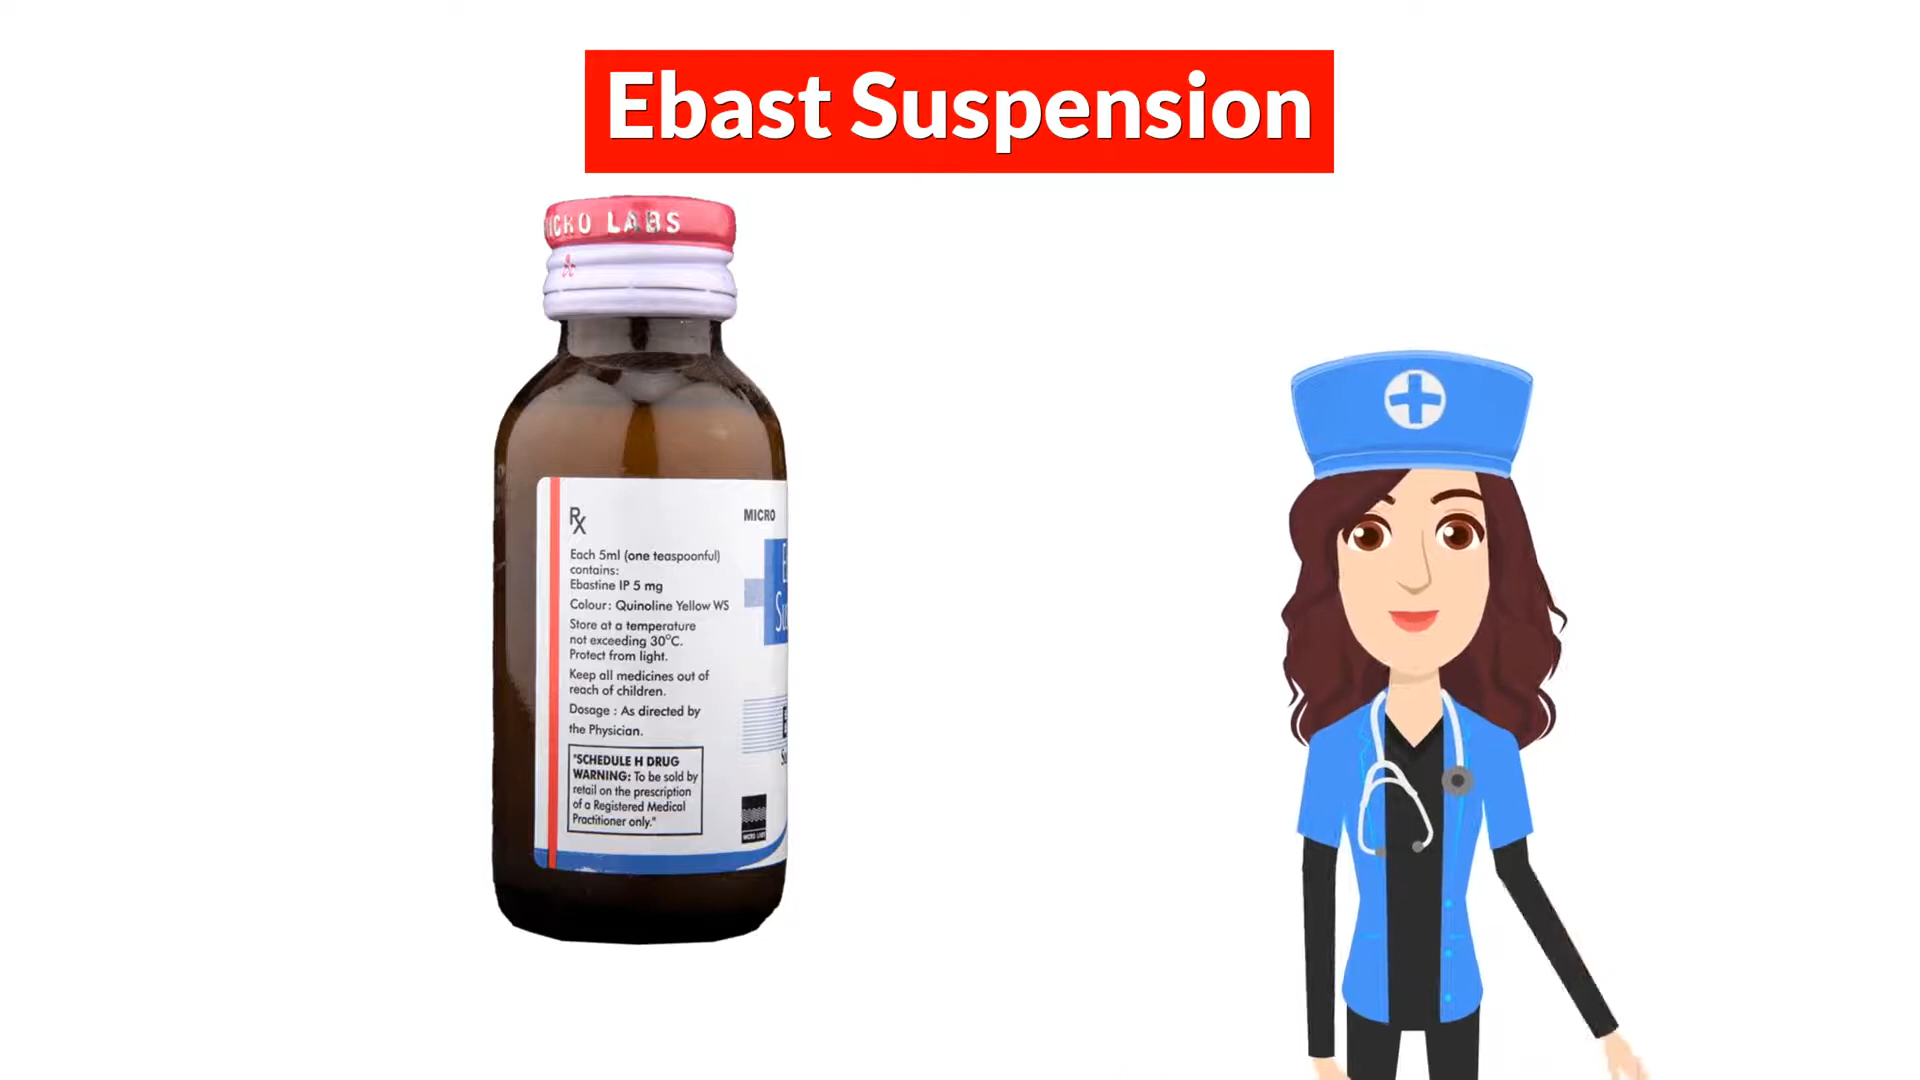 Ebast Suspension
MICRO LABS
Rx
MICRO
Each 5ml (one teaspoonful)
contains:
Ebastine IP 5 mg
Colour: Quinoline Yellow WS
Store at a temperature
not exceeding 30°C.
Protect from light.
Keep all medicines out of
reach of children.
Dosage : As directed by
the Physician.
"SCHEDULE H DRUG
WARNING: To be sold by
retail on the prescription
of a Registered Medical
Practitioner only."
MICRO LABS